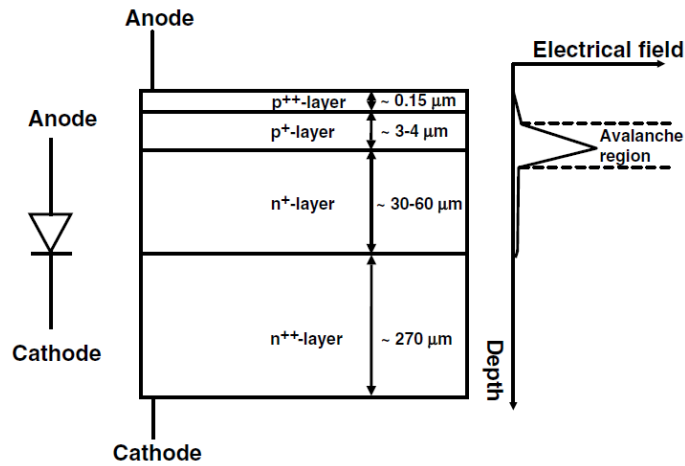 Anode
Electrical field
p++-layer
~ 0.15 μm
Anode
p+-layer
~ 3-4 μm
Avalanche
region
n+-layer
~ 30-60 μm
Cathode
n++-layer
~ 270 μm
Depth
Cathode